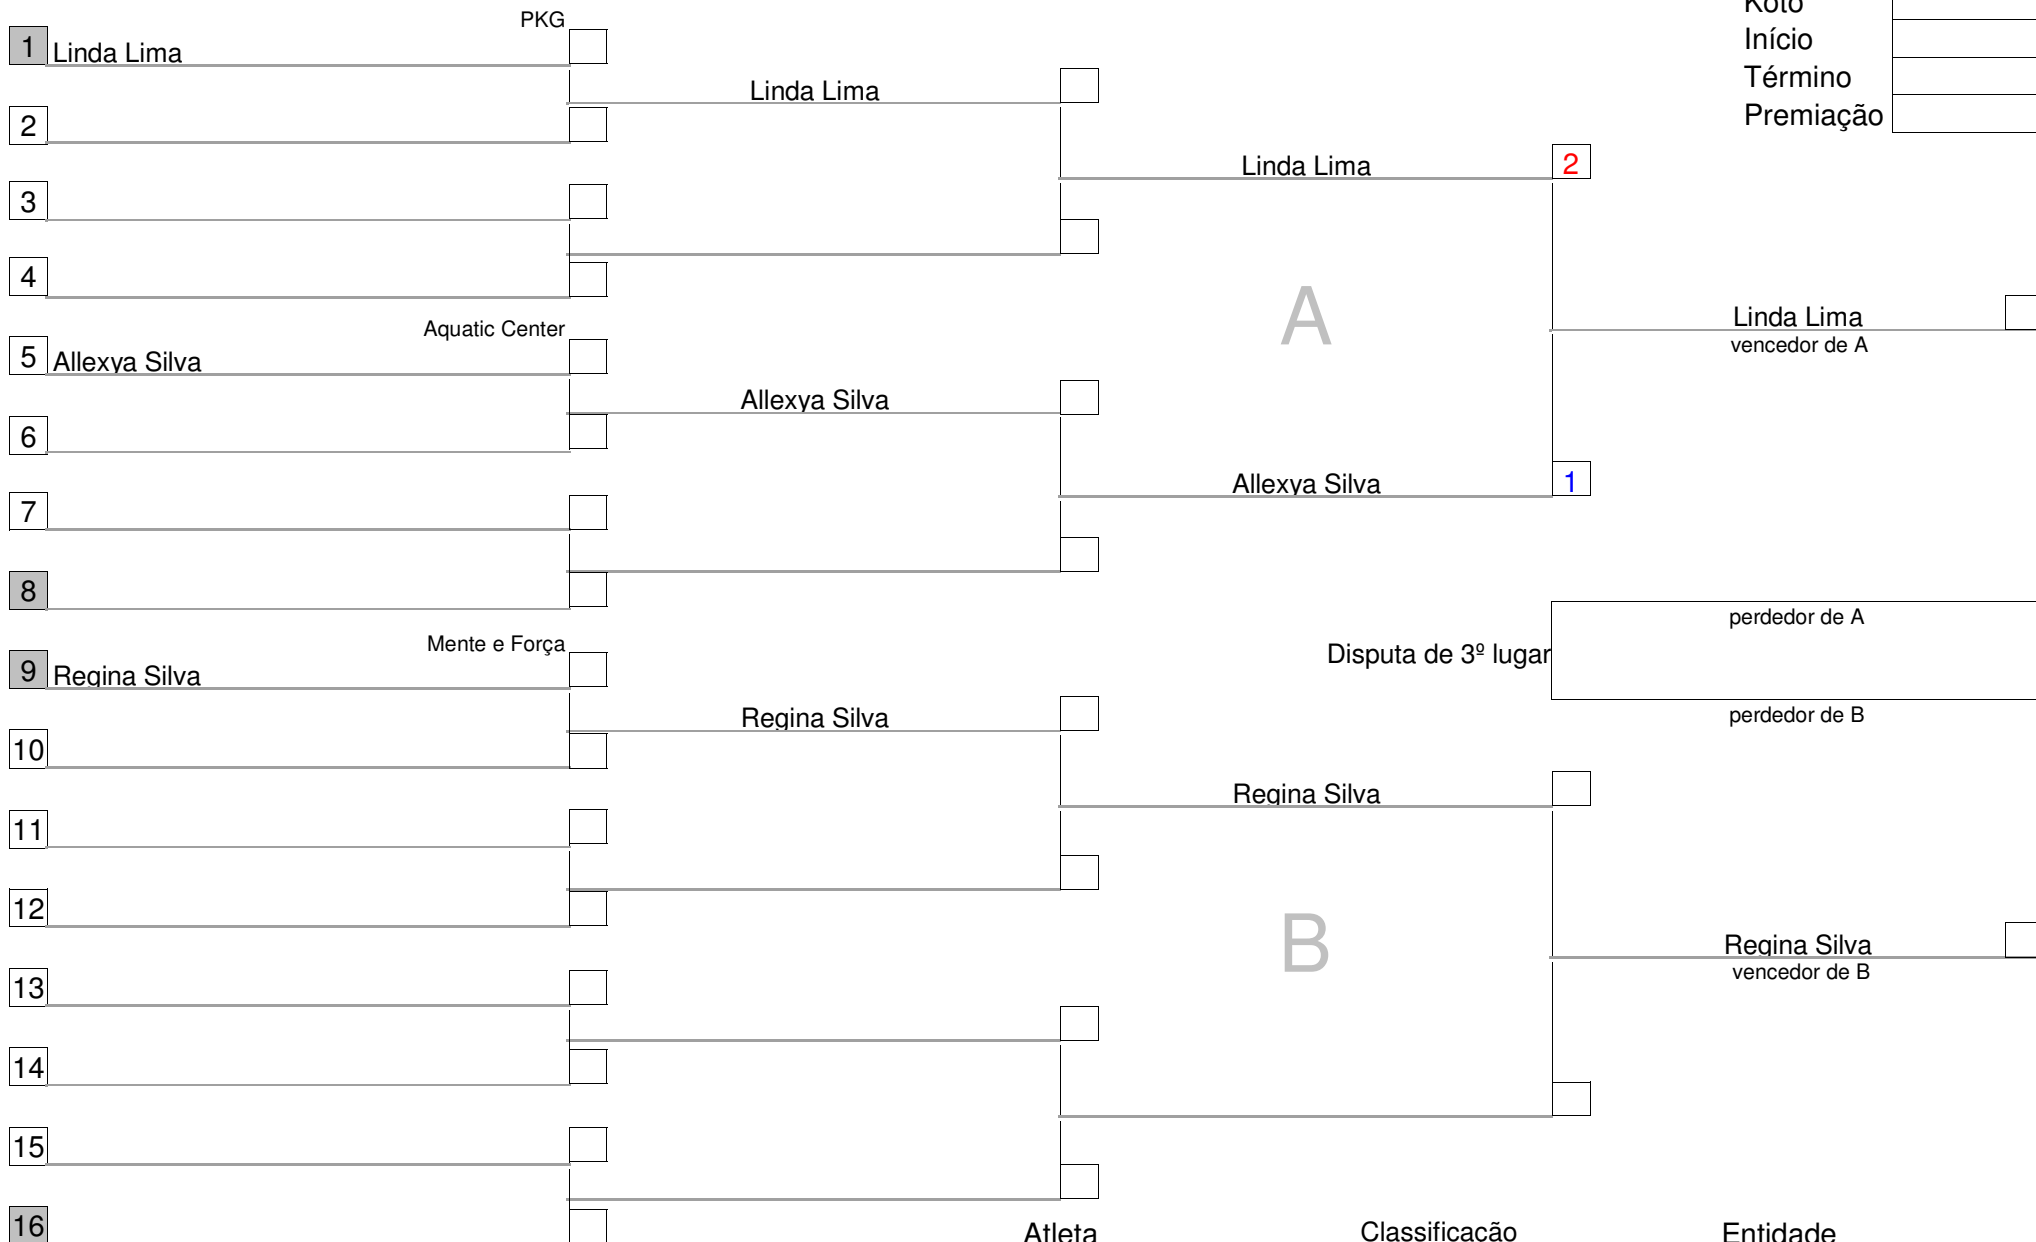 Koto
PKG
1 Linda Lima
Início
Término
Linda Lima
Premiação
2
Linda Lima 2
3
4
Linda Lima
A
vencedor de A
Aquatic Center
5 Allexya Silva
Allexya Silva
6
Allexya Silva 1
7
8
perdedor de A
Mente e Força
Disputa de 3º lugar
9 Regina Silva
perdedor de B
Regina Silva
10
Regina Silva
11
12
B
Regina Silva
vencedor de B
13
14
15
16
Atleta Classificação Entidade